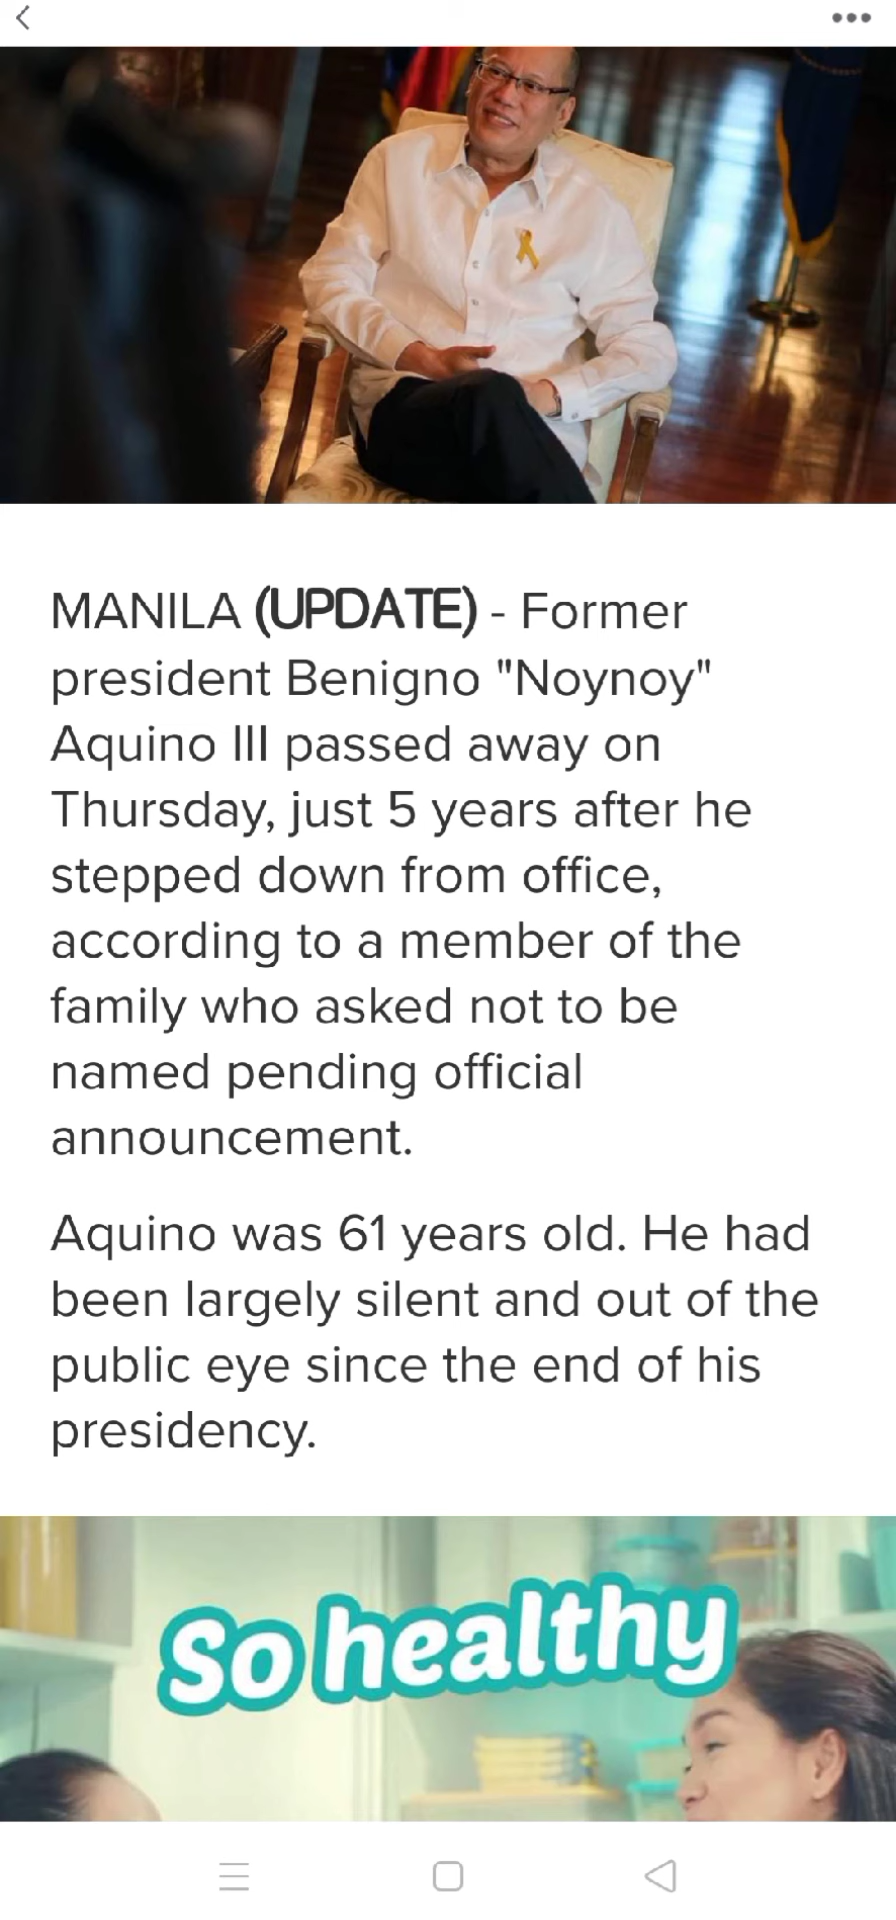 MANILA (UPDATE) - Former
president Benigno "Noynoy"
Aquino III passed away on
Thursday, just 5 years after he
stepped down from office,
according to a member of the
family who asked not to be
named pending official
announcement.
Aquino was 61 years old. He had
been largely silent and out of the
public eye since the end of his
presidency.
So healthy